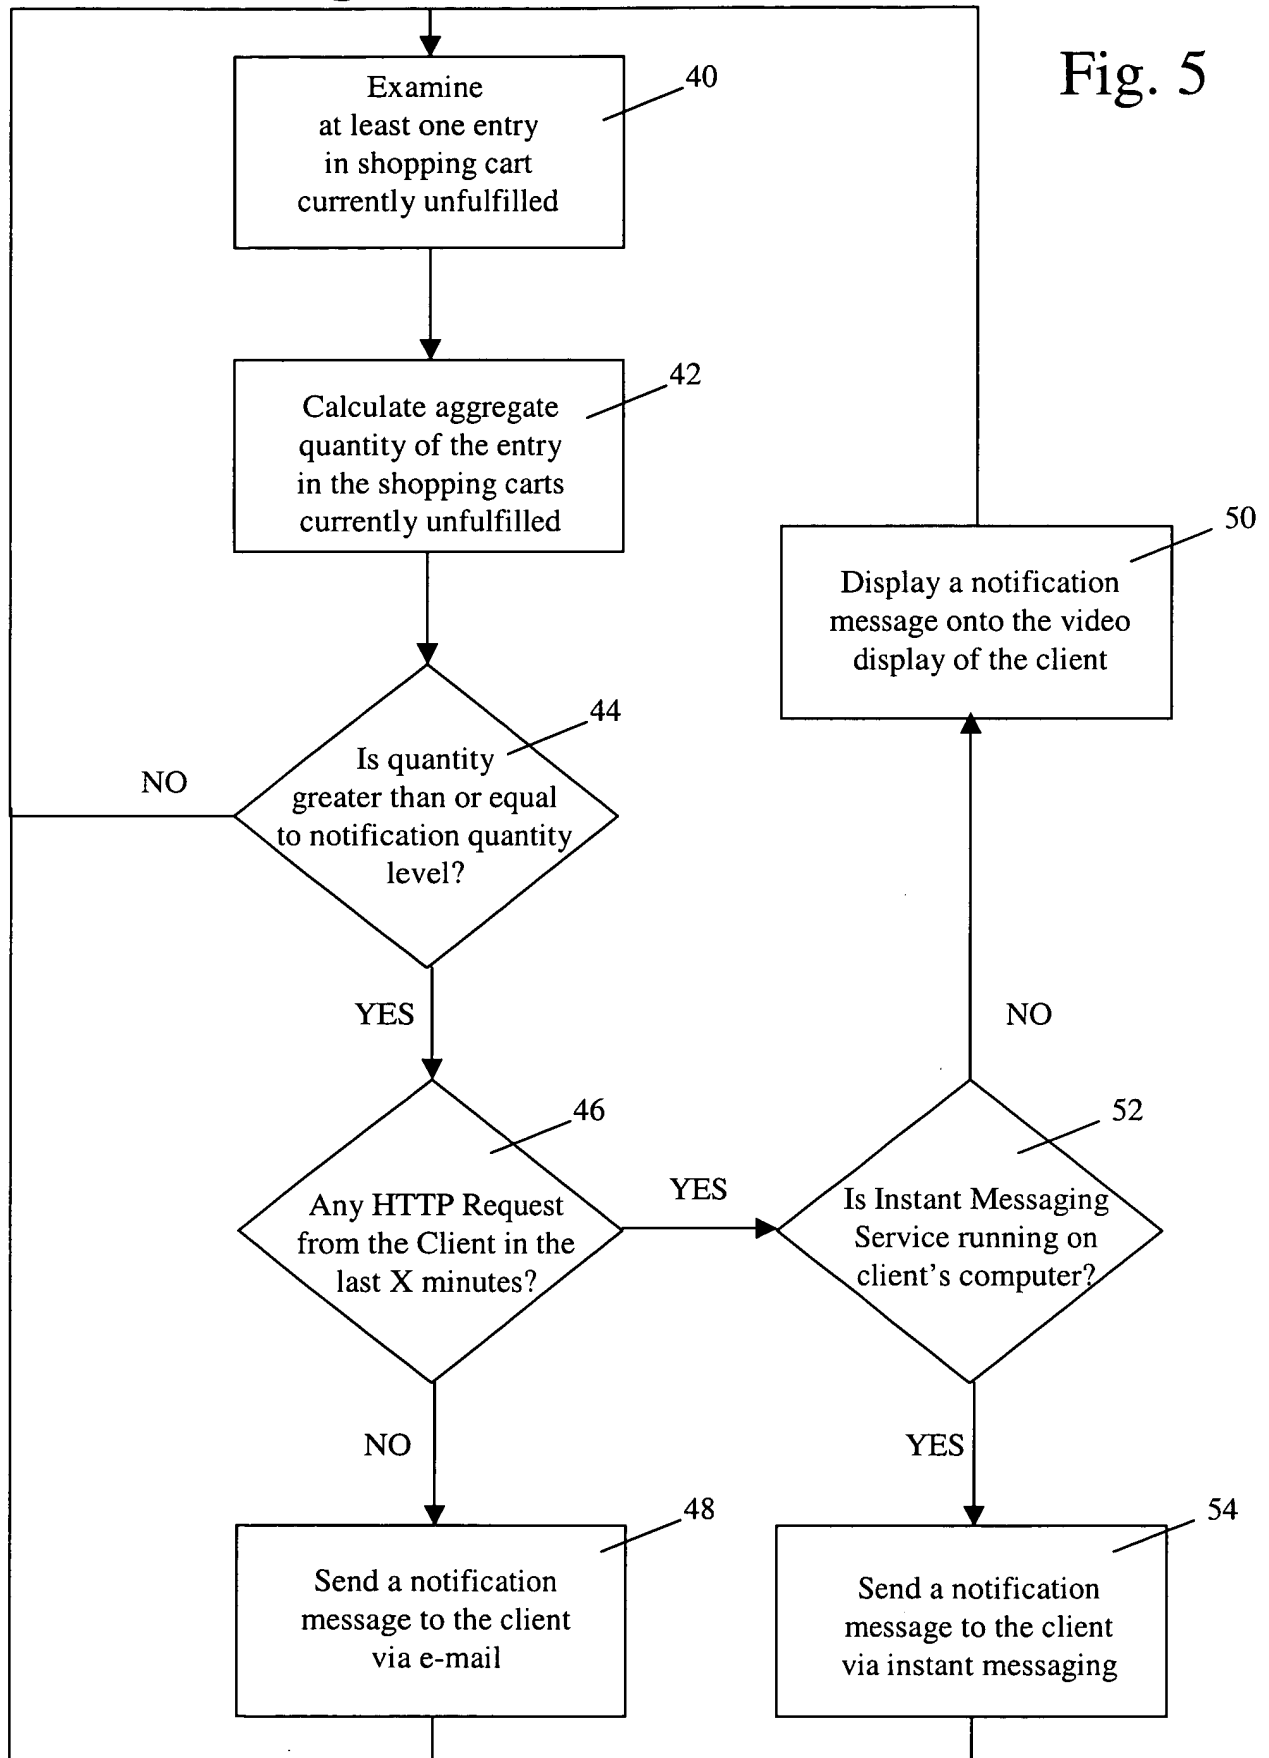 Fig. 5
Examine
at least one entry
in shopping cart
currently unfulfilled
40
Calculate aggregate
quantity of the entry
in the shopping carts
currently unfulfilled
42
Display a notification
message onto the video
display of the client
50
Is quantity
greater than or equal
to notification quantity
level?
44
NO
YES
NO
Any HTTP Request
from the Client in the
last X minutes?
46
YES
Is Instant Messaging
Service running on
client's computer?
52
NO
YES
Send a notification
message to the client
via e-mail
48
Send a notification
message to the client
via instant messaging
54